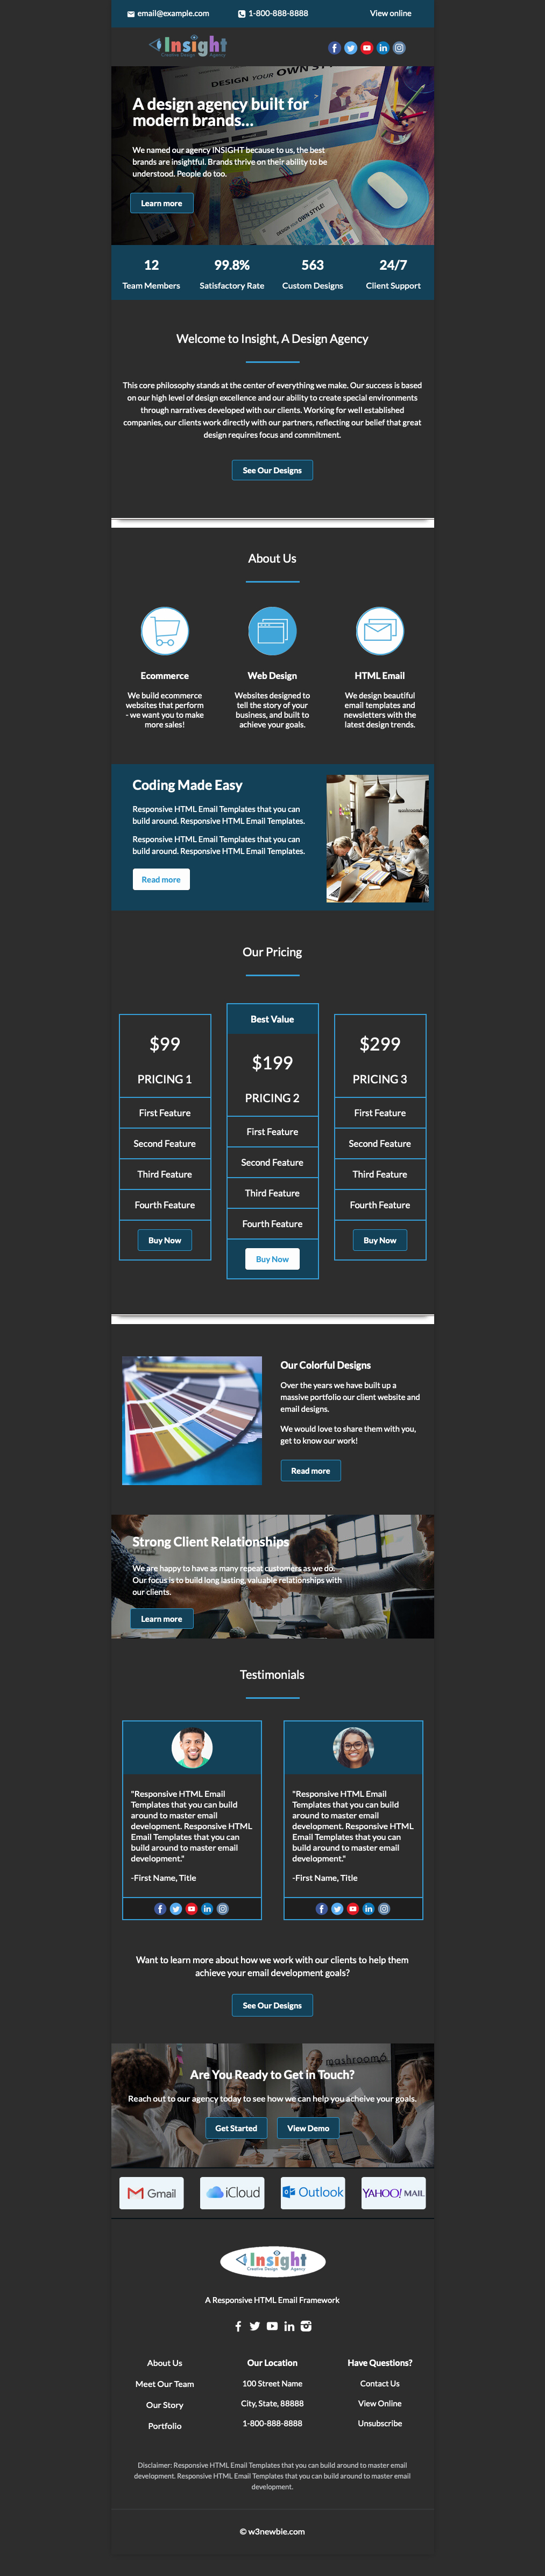 email@example.com
1-800-888-8888
View online
Insight
Creative Design Agency
A design agency built for
modern brands...
We named our agency INSIGHT because to us, the best
brands are insightful. Brands thrive on their ability to be
understood. People do too.
Learn more
12
Team Members
99.8%
Satisfactory Rate
563
Custom Designs
24/7
Client Support
Welcome to Insight, A Design Agency
This core philosophy stands at the center of everything we make. Our success is based
on our high level of design excellence and our ability to create special environments
through narratives developed with our clients. Working for well established
companies, our clients work directly with our partners, reflecting our belief that great
design requires focus and commitment.
See Our Designs
About Us
Ecommerce
We build ecommerce
websites that perform
- we want you to make
more sales!
Web Design
Websites designed to
tell the story of your
business, and built to
achieve your goals.
HTML Email
We design beautiful
email templates and
newsletters with the
latest design trends.
Coding Made Easy
Responsive HTML Email Templates that you can
build around. Responsive HTML Email Templates.
Responsive HTML Email Templates that you can
build around. Responsive HTML Email Templates.
Read more
Our Pricing
$99
PRICING 1
First Feature
Second Feature
Third Feature
Fourth Feature
Buy Now
Best Value
$199
PRICING 2
First Feature
Second Feature
Third Feature
Fourth Feature
Buy Now
$299
PRICING 3
First Feature
Second Feature
Third Feature
Fourth Feature
Buy Now
Our Colorful Designs
Over the years we have built up a
massive portfolio our client website and
email designs.
We would love to share them with you,
get to know our work!
Read more
Strong Client Relationships
We are happy to have as many repeat customers as we do.
Our focus is to build long lasting, valuable relationships with
our clients.
Learn more
Testimonials
"Responsive HTML Email
Templates that you can build
around to master email
development. Responsive HTML
Email Templates that you can
build around to master email
development."
-First Name, Title
"Responsive HTML Email
Templates that you can build
around to master email
development. Responsive HTML
Email Templates that you can
build around to master email
development."
-First Name, Title
Want to learn more about how we work with our clients to help them
achieve your email development goals?
See Our Designs
Are You Ready to Get in Touch?
Reach out to our agency today to see how we can help you acheive your goals.
Get Started
View Demo
Gmail
iCloud
Outlook
YAHOO! MAIL
Insight
Creative Design Agency
A Responsive HTML Email Framework
About Us
Meet Our Team
Our Story
Portfolio
Our Location
100 Street Name
City, State, 88888
1-800-888-8888
Have Questions?
Contact Us
View Online
Unsubscribe
Disclaimer: Responsive HTML Email Templates that you can build around to master email
development. Responsive HTML Email Templates that you can build around to master email
development.
© w3newbie.com